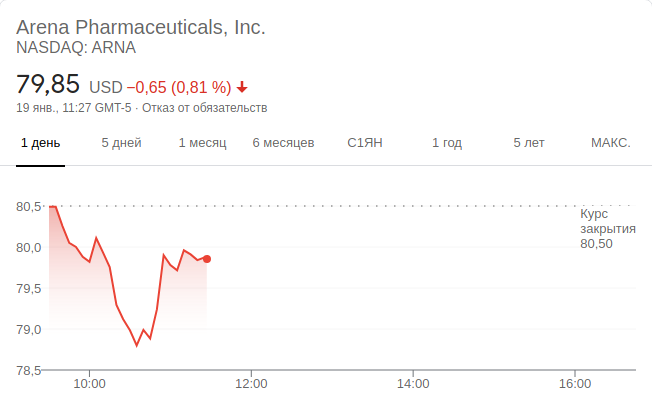 Arena Pharmaceuticals, Inc.
NASDAQ: ARNA
79,85 USD −0,65 (0,81 %)
19 янв., 11:27 GMT-5 · Отказ от обязательств
1 день 5 дней 1 месяц 6 месяцев С1ЯН 1 год 5 лет МАКС.
80,5
Курс
закрытия
80,50
80,0
79,5
79,0
78,5
10:00 12:00 14:00 16:00